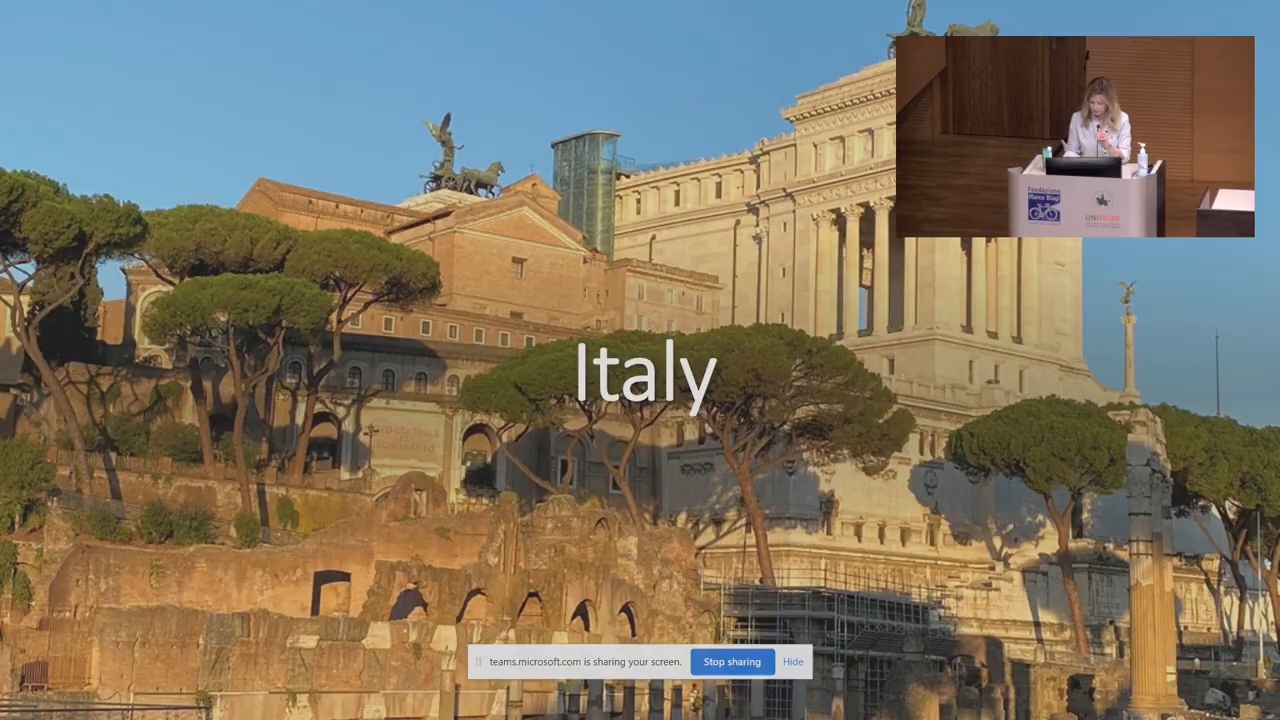 Italy
Fondazione
Marco Biagi
UNIMORE
teams.microsoft.com is sharing your screen.
Stop sharing
Hide